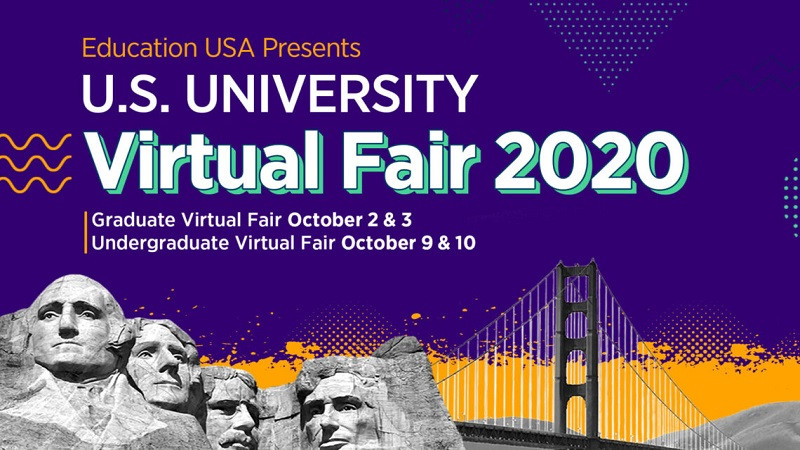 Education USA Presents
U.S. UNIVERSITY
Virtual Fair 2020
Graduate Virtual Fair October 2 & 3
Undergraduate Virtual Fair October 9 & 10